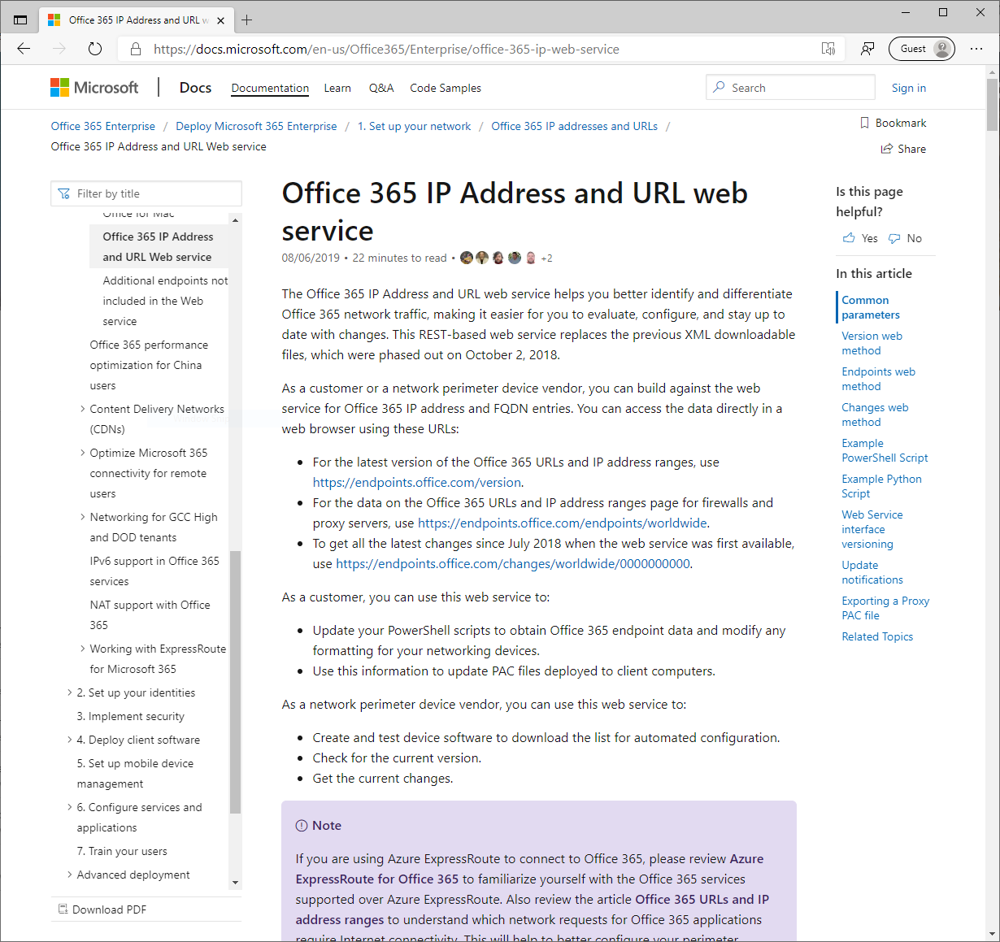 Office 365 IP Address and URL w
https://docs.microsoft.com/en-us/Office365/Enterprise/office-365-ip-web-service
Guest
Microsoft
Docs
Documentation
Learn
Q&A
Code Samples
Search
Sign in
Office 365 Enterprise / Deploy Microsoft 365 Enterprise / 1. Set up your network / Office 365 IP addresses and URLs /
Office 365 IP Address and URL Web service
Bookmark
Share
Filter by title
Office for Mac
Office 365 IP Address
and URL Web service
Additional endpoints not
included in the Web
service
Office 365 performance
optimization for China
users
Content Delivery Networks
(CDNs)
Optimize Microsoft 365
connectivity for remote
users
Networking for GCC High
and DOD tenants
IPv6 support in Office 365
services
NAT support with Office
365
Working with ExpressRoute
for Microsoft 365
2. Set up your identities
3. Implement security
4. Deploy client software
5. Set up mobile device
management
6. Configure services and
applications
7. Train your users
Advanced deployment
Download PDF
Office 365 IP Address and URL web
service
08/06/2019 • 22 minutes to read • +2
The Office 365 IP Address and URL web service helps you better identify and differentiate
Office 365 network traffic, making it easier for you to evaluate, configure, and stay up to
date with changes. This REST-based web service replaces the previous XML downloadable
files, which were phased out on October 2, 2018.
As a customer or a network perimeter device vendor, you can build against the web
service for Office 365 IP address and FQDN entries. You can access the data directly in a
web browser using these URLs:
• For the latest version of the Office 365 URLs and IP address ranges, use
https://endpoints.office.com/version.
• For the data on the Office 365 URLs and IP address ranges page for firewalls and
proxy servers, use https://endpoints.office.com/endpoints/worldwide.
• To get all the latest changes since July 2018 when the web service was first available,
use https://endpoints.office.com/changes/worldwide/0000000000.
As a customer, you can use this web service to:
• Update your PowerShell scripts to obtain Office 365 endpoint data and modify any
formatting for your networking devices.
• Use this information to update PAC files deployed to client computers.
As a network perimeter device vendor, you can use this web service to:
• Create and test device software to download the list for automated configuration.
• Check for the current version.
• Get the current changes.
Note
If you are using Azure ExpressRoute to connect to Office 365, please review Azure
ExpressRoute for Office 365 to familiarize yourself with the Office 365 services
supported over Azure ExpressRoute. Also review the article Office 365 URLs and IP
address ranges to understand which network requests for Office 365 applications
require Internet connectivity. This will help to better configure your perimeter
Is this page
helpful?
Yes No
In this article
Common
parameters
Version web
method
Endpoints web
method
Changes web
method
Example
PowerShell Script
Example Python
Script
Web Service
interface
versioning
Update
notifications
Exporting a Proxy
PAC file
Related Topics